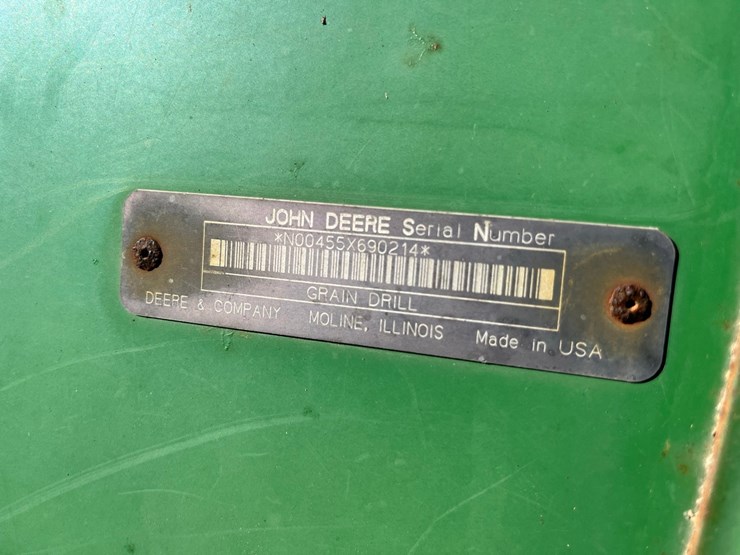 JOHN DEERE Serial Number
*N00455X690214*
GRAIN DRILL
DEERE & COMPANY MOLINE, ILLINOIS Made in USA